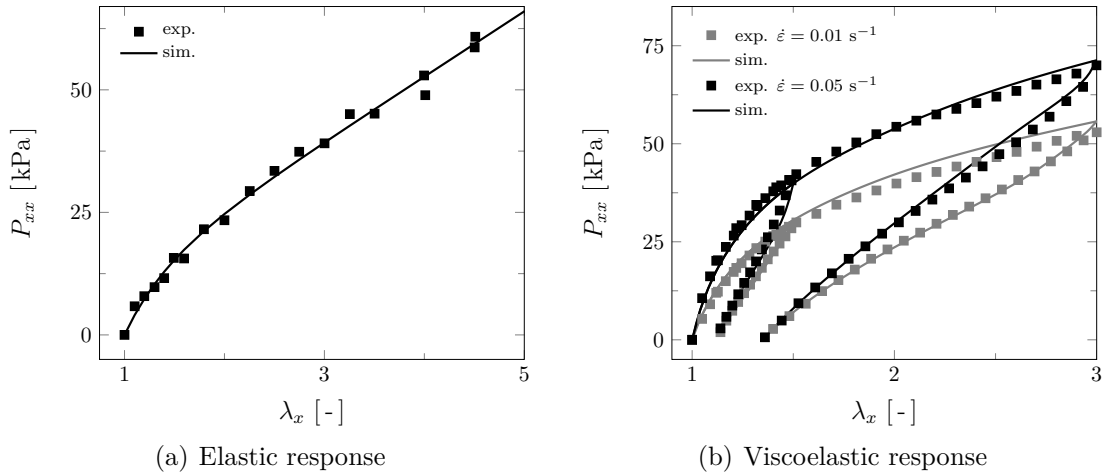 exp.
sim.
50
25
0
1
3
5
P_xx [kPa]
λ_x [-]
(a) Elastic response
exp. ε̇ = 0.01 s⁻¹
sim.
exp. ε̇ = 0.05 s⁻¹
sim.
75
50
25
0
1
2
3
P_xx [kPa]
λ_x [-]
(b) Viscoelastic response